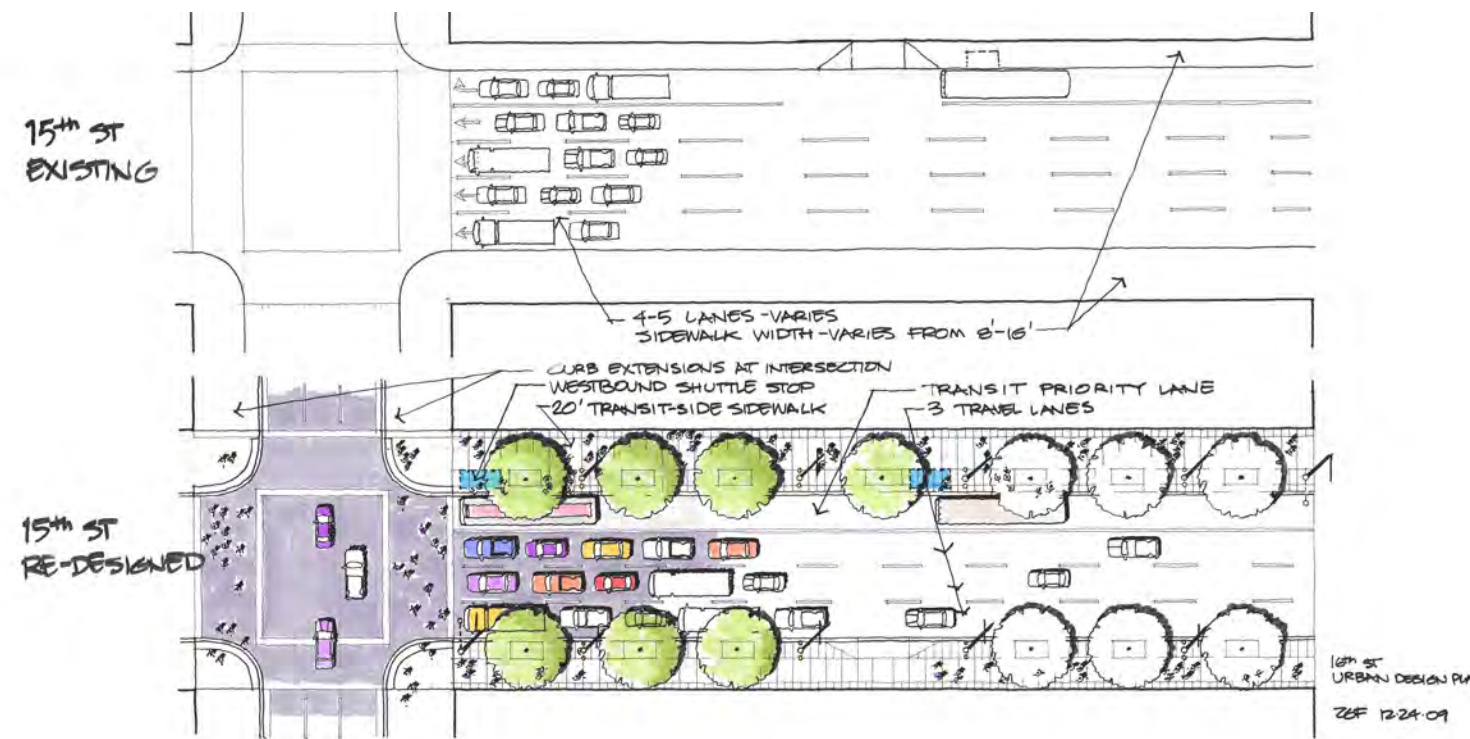 15th ST
EXISTING
4-5 LANES -VARIES
SIDEWALK WIDTH -VARIES FROM 8'-16'
CURB EXTENSIONS AT INTERSECTION
WESTBOUND SHUTTLE STOP
20' TRANSIT-SIDE SIDEWALK
TRANSIT PRIORITY LANE
3 TRAVEL LANES
15th ST
RE-DESIGNED
16th ST
URBAN DESIGN
ZGF 12.24.09